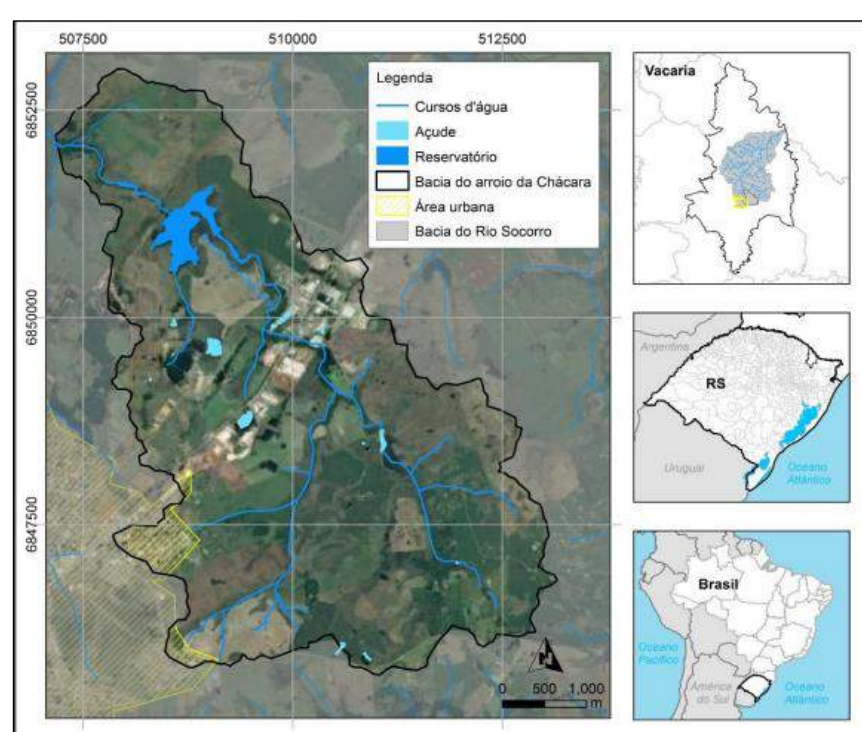 507500
510000
512500
6852500
6850000
6847500
Legenda
Cursos d'água
Açude
Reservatório
Bacia do arroio da Chácara
Área urbana
Bacia do Rio Socorro
N
0 500 1,000
m
Vacaria
Argentina
RS
Uruguai
Oceano
Atlântico
Brasil
Oceano
Pacífico
América
do Sul
Oceano
Atlântico